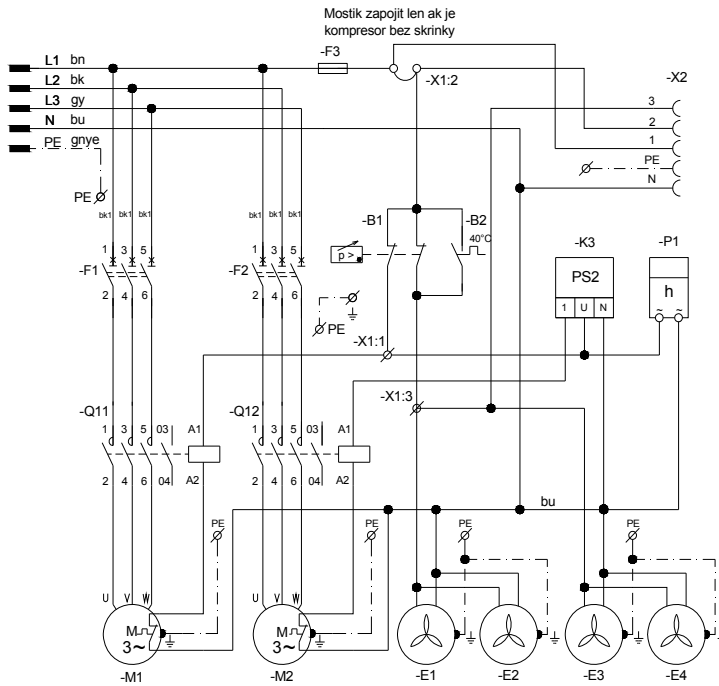 Mostik zapojit len ak je
kompresor bez skrinky
-F3
L1 bn
-X1:2
-X2
L2 bk
L3 gy
3
N bu
2
PE gnye
1
PE
N
PE
bk1 bk1 bk1
bk1 bk1 bk1
-B1
-B2
1 3 5
1 3 5
40°C
-K3
-P1
-F1
-F2
p >
PS2
h
2 4 6
2 4 6
1 U N
~ ~
PE
-X1:1
-X1:3
-Q11
-Q12
1 3 5 03 A1
1 3 5 03 A1
2 4 6 04 A2
2 4 6 04 A2
bu
PE
PE
PE
PE
U V W
U V W
M
3~
M
3~
-M1
-M2
-E1
-E2
-E3
-E4